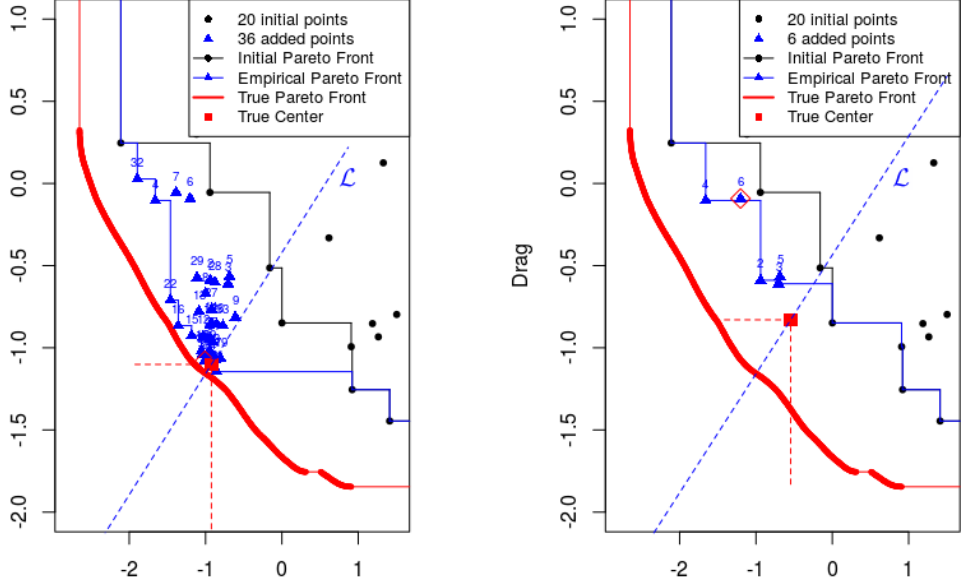 20 initial points
36 added points
Initial Pareto Front
Empirical Pareto Front
True Pareto Front
True Center
1.0
0.5
0.0
-0.5
-1.0
-1.5
-2.0
-2
-1
0
1
32
4
7
6
29
2
28
5
3
22
16
15
9
ℒ
Drag
20 initial points
6 added points
Initial Pareto Front
Empirical Pareto Front
True Pareto Front
True Center
1.0
0.5
0.0
-0.5
-1.0
-1.5
-2.0
-2
-1
0
1
4
6
2
5
3
ℒ